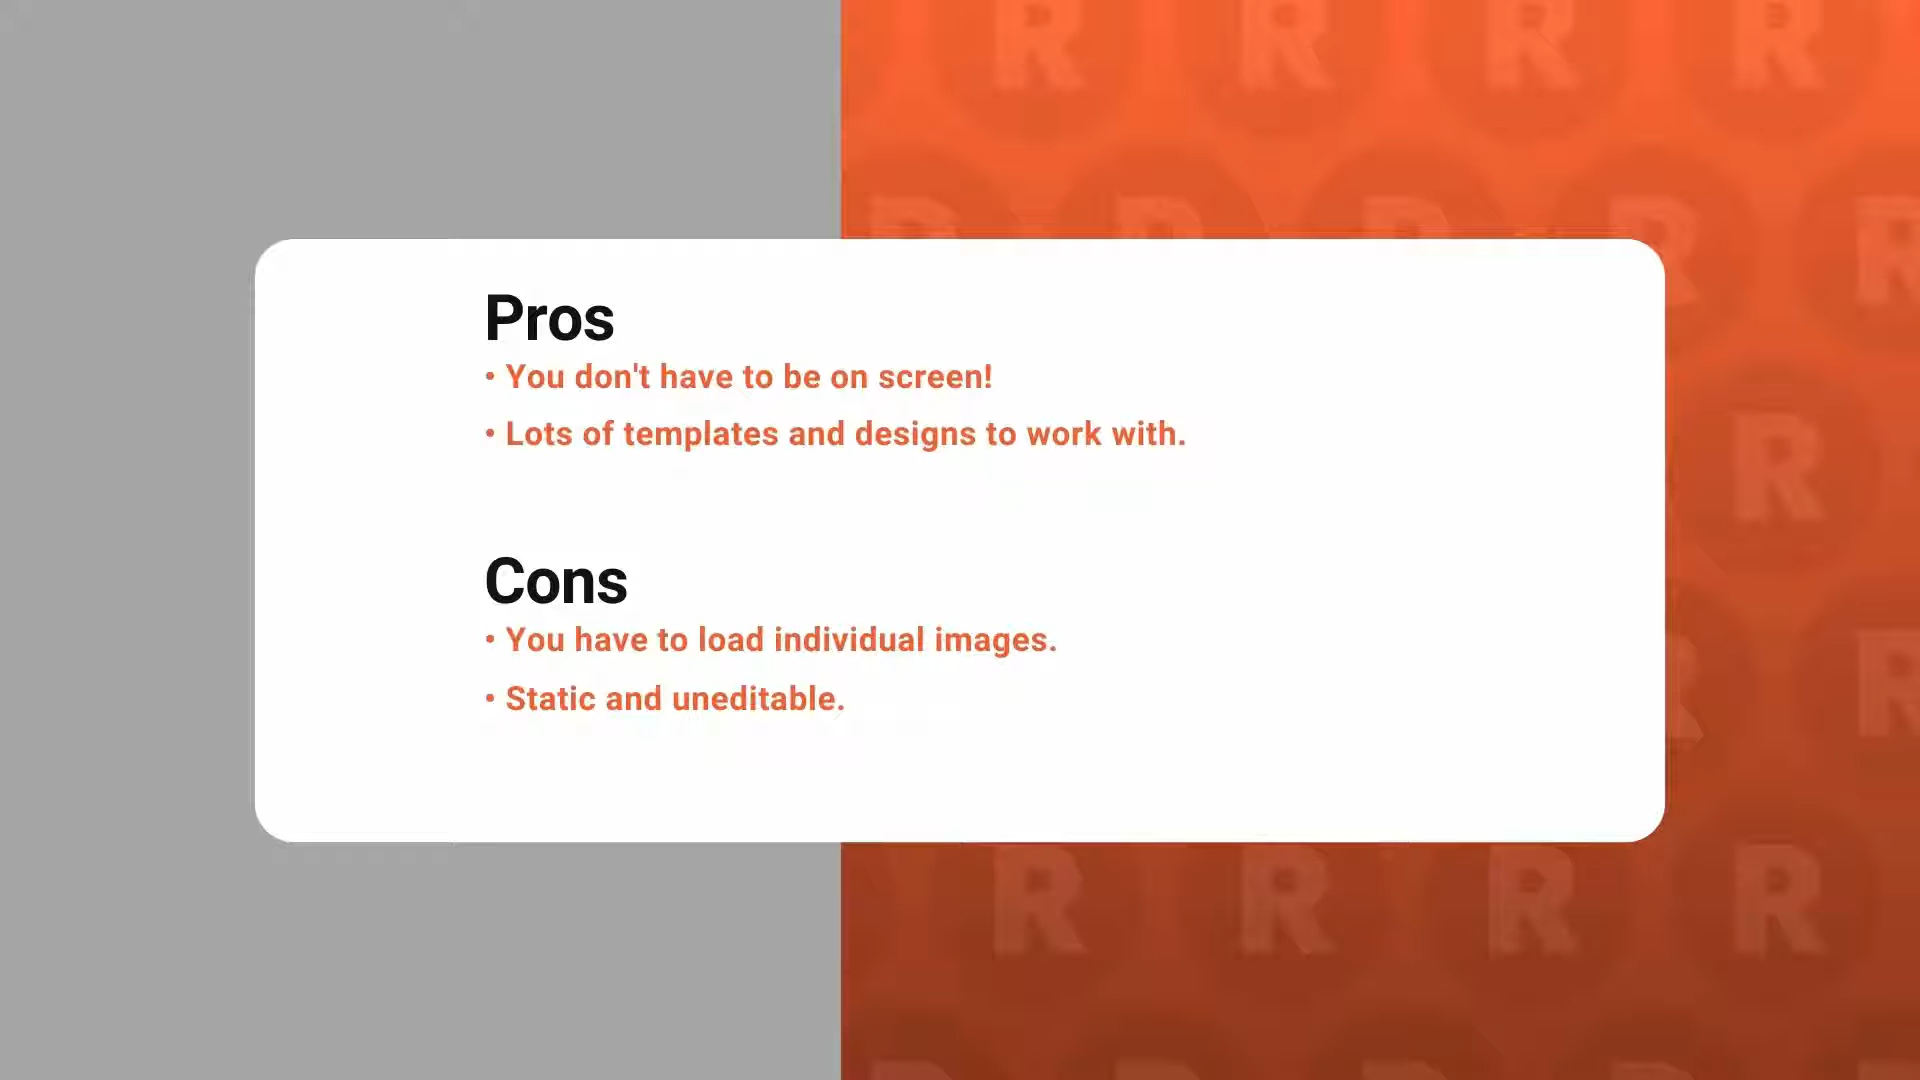 Pros
• You don't have to be on screen!
• Lots of templates and designs to work with.
Cons
• You have to load individual images.
• Static and uneditable.